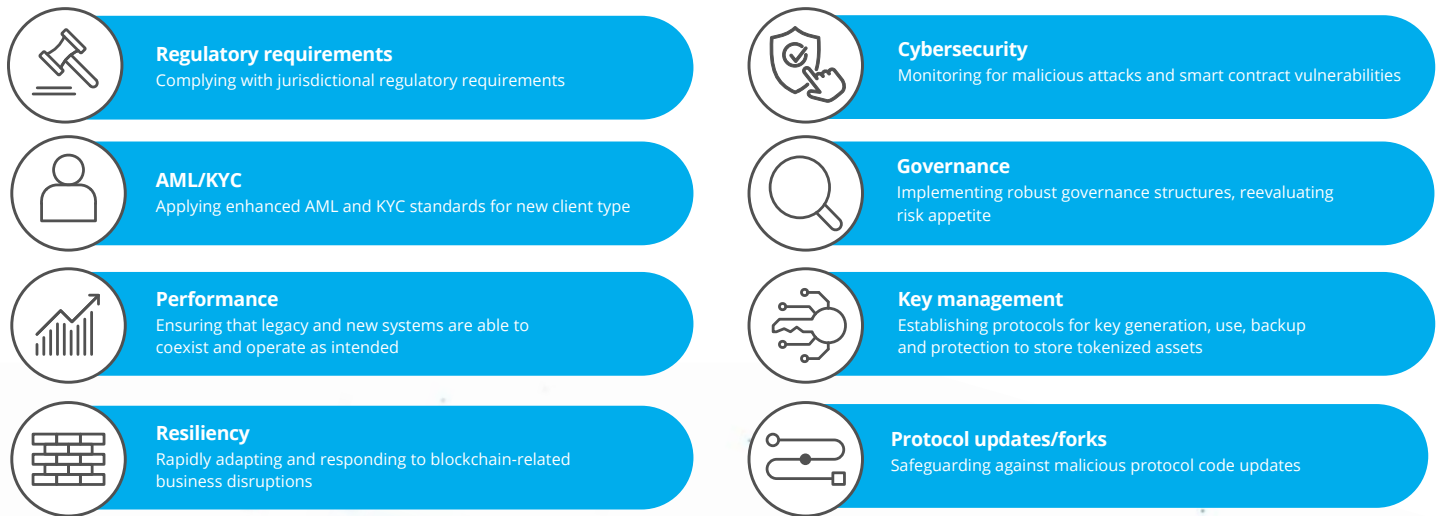 Regulatory requirements
Complying with jurisdictional regulatory requirements
AML/KYC
Applying enhanced AML and KYC standards for new client type
Performance
Ensuring that legacy and new systems are able to
coexist and operate as intended
Resiliency
Rapidly adapting and responding to blockchain-related
business disruptions
Cybersecurity
Monitoring for malicious attacks and smart contract vulnerabilities
Governance
Implementing robust governance structures, reevaluating
risk appetite
Key management
Establishing protocols for key generation, use, backup
and protection to store tokenized assets
Protocol updates/forks
Safeguarding against malicious protocol code updates